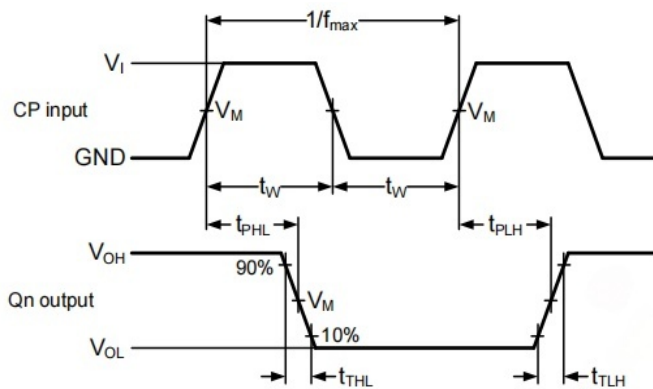 1/fmax
VI
CP input
VM
VM
GND
tW
tW
tPHL
tPLH
VOH
90%
Qn output
VM
10%
VOL
tTHL
tTLH